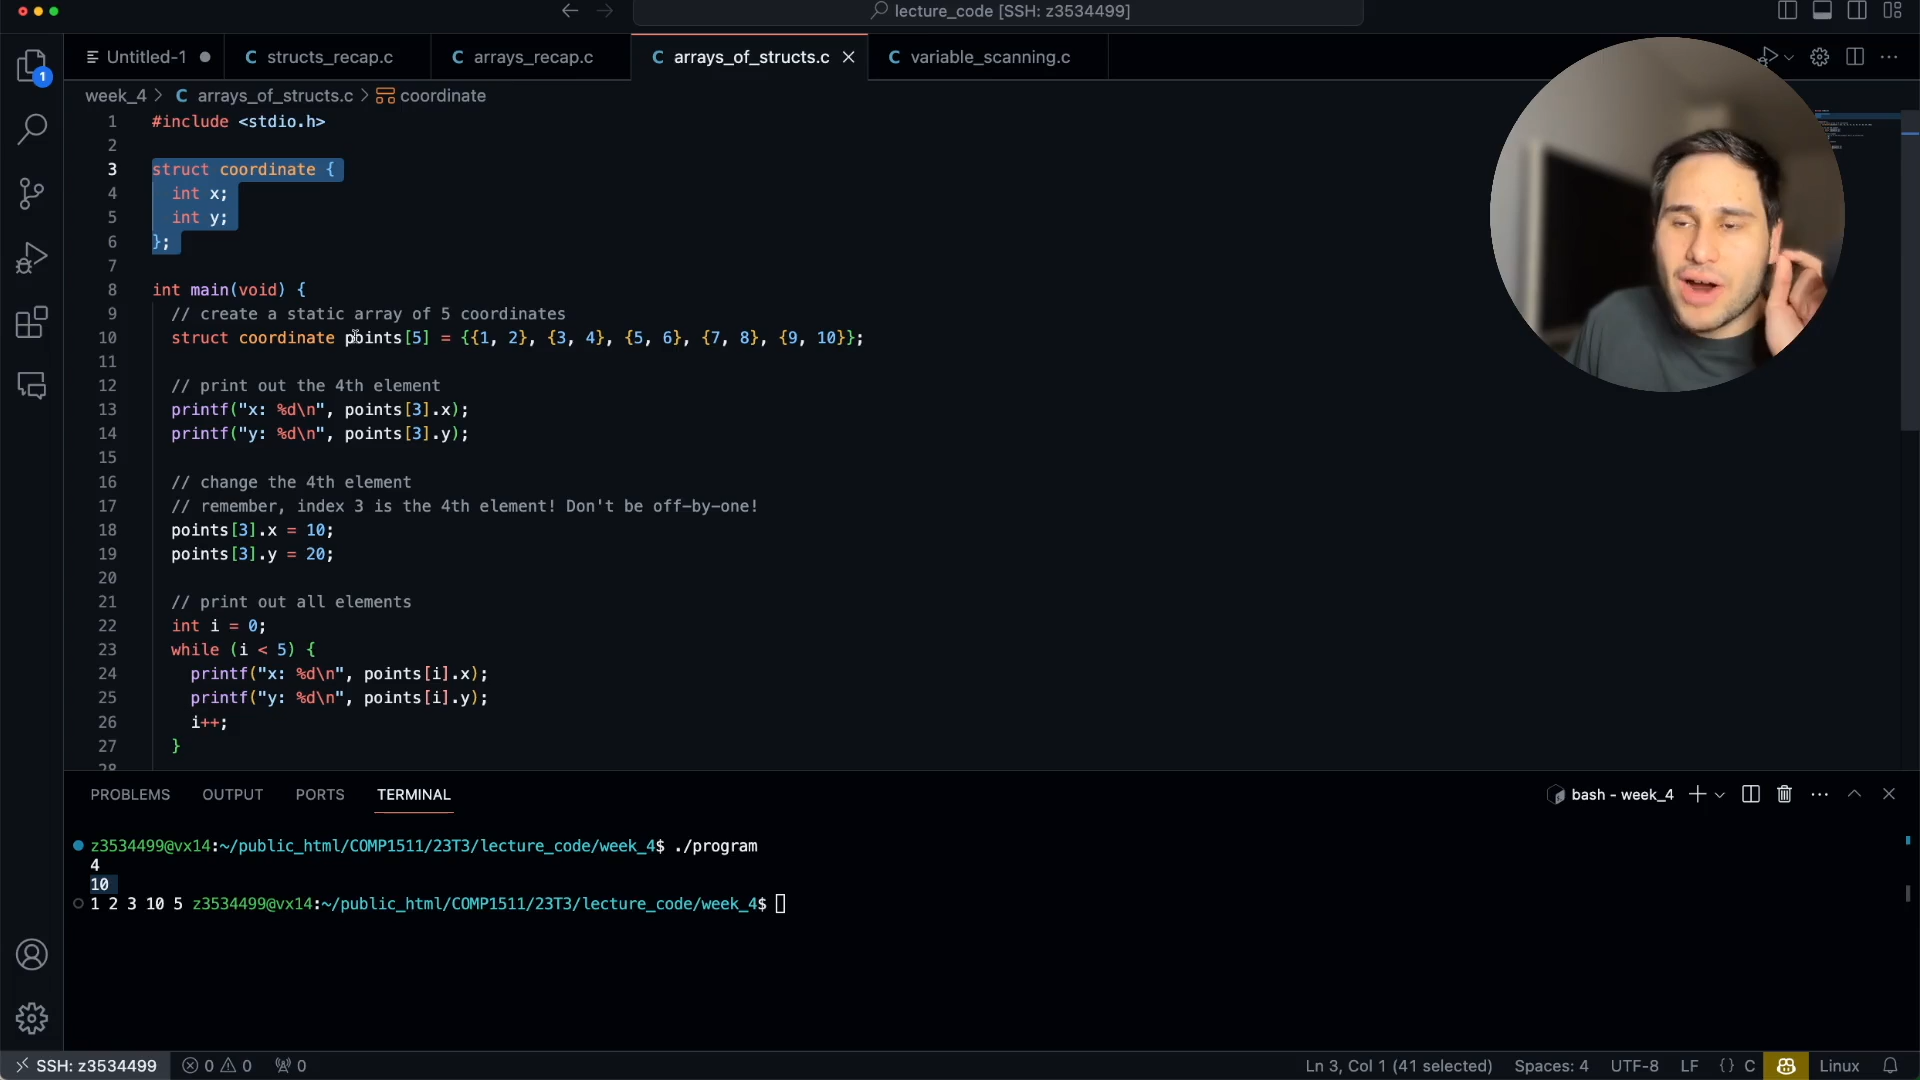 lecture_code [SSH: z3534499]
Untitled-1
structs_recap.c
arrays_recap.c
arrays_of_structs.c
variable_scanning.c
week_4 > C arrays_of_structs.c > coordinate
1 #include <stdio.h>
2
3 struct coordinate {
4 int x;
5 int y;
6 };
7
8 int main(void) {
9 // create a static array of 5 coordinates
10 struct coordinate points[5] = {{1, 2}, {3, 4}, {5, 6}, {7, 8}, {9, 10}};
11
12 // print out the 4th element
13 printf("x: %d\n", points[3].x);
14 printf("y: %d\n", points[3].y);
15
16 // change the 4th element
17 // remember, index 3 is the 4th element! Don't be off-by-one!
18 points[3].x = 10;
19 points[3].y = 20;
20
21 // print out all elements
22 int i = 0;
23 while (i < 5) {
24 printf("x: %d\n", points[i].x);
25 printf("y: %d\n", points[i].y);
26 i++;
27 }
28
PROBLEMS OUTPUT PORTS TERMINAL
bash - week_4
z3534499@vx14:~/public_html/COMP1511/23T3/lecture_code/week_4$ ./program
4
10
1 2 3 10 5 z3534499@vx14:~/public_html/COMP1511/23T3/lecture_code/week_4$
1
SSH: z3534499 0 0 0 Ln 3, Col 1 (41 selected) Spaces: 4 UTF-8 LF {} C Linux